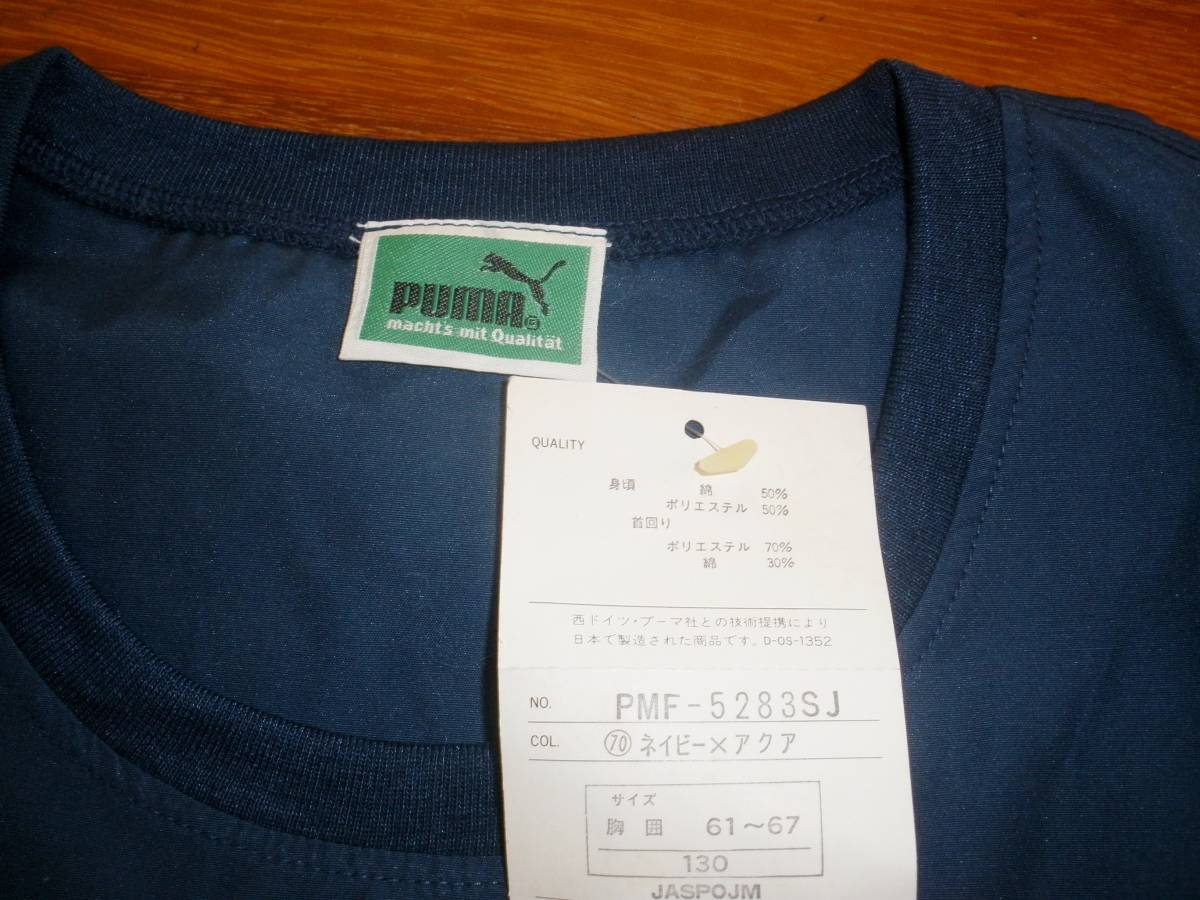 PUMA
macht's mit Qualität
QUALITY
身頃 綿 50%
ポリエステル 50%
首回り
ポリエステル 70%
綿 30%
西ドイツ・プーマ社との技術提携により
日本で製造された商品です。D-OS-1352
NO. PMF-5283SJ
COL. ⑦⓪ ネイビー×アクア
サイズ
胸囲 61～67
130
JASPOJM